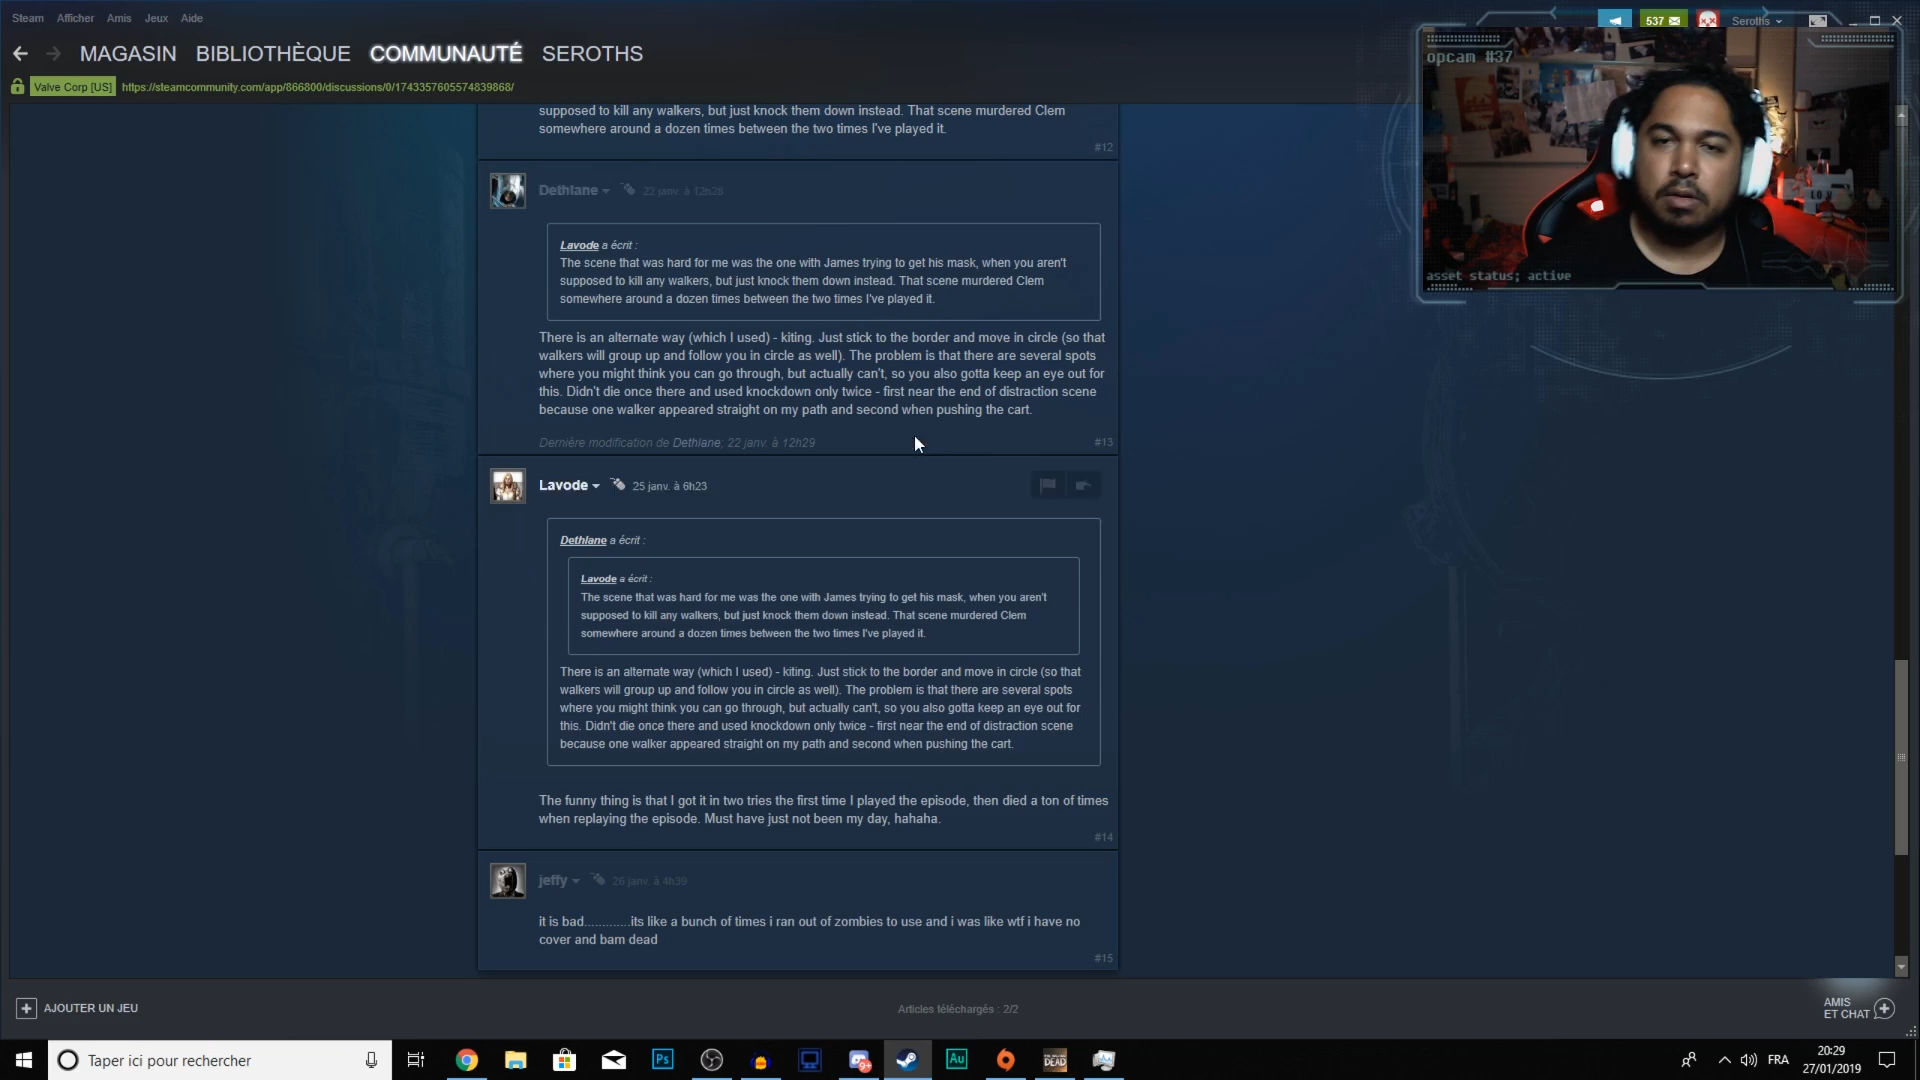 Steam Afficher Amis Jeux Aide
537 Seroths
MAGASIN BIBLIOTHÈQUE COMMUNAUTÉ SEROTHS
Valve Corp [US] https://steamcommunity.com/app/866800/discussions/0/1743357605574839868/
opcam #37
asset status; active
supposed to kill any walkers, but just knock them down instead. That scene murdered Clem
somewhere around a dozen times between the two times I've played it.
#12
Dethlane 22 janv. à 12h28
Lavode a écrit :
The scene that was hard for me was the one with James trying to get his mask, when you aren't
supposed to kill any walkers, but just knock them down instead. That scene murdered Clem
somewhere around a dozen times between the two times I've played it.
There is an alternate way (which I used) - kiting. Just stick to the border and move in circle (so that
walkers will group up and follow you in circle as well). The problem is that there are several spots
where you might think you can go through, but actually can't, so you also gotta keep an eye out for
this. Didn't die once there and used knockdown only twice - first near the end of distraction scene
because one walker appeared straight on my path and second when pushing the cart.
Dernière modification de Dethlane; 22 janv. à 12h29
#13
Lavode 25 janv. à 6h23
Dethlane a écrit :
Lavode a écrit :
The scene that was hard for me was the one with James trying to get his mask, when you aren't
supposed to kill any walkers, but just knock them down instead. That scene murdered Clem
somewhere around a dozen times between the two times I've played it.
There is an alternate way (which I used) - kiting. Just stick to the border and move in circle (so that
walkers will group up and follow you in circle as well). The problem is that there are several spots
where you might think you can go through, but actually can't, so you also gotta keep an eye out for
this. Didn't die once there and used knockdown only twice - first near the end of distraction scene
because one walker appeared straight on my path and second when pushing the cart.
The funny thing is that I got it in two tries the first time I played the episode, then died a ton of times
when replaying the episode. Must have just not been my day, hahaha.
#14
jeffy 26 janv. à 4h39
it is bad.............its like a bunch of times i ran out of zombies to use and i was like wtf i have no
cover and bam dead
#15
AJOUTER UN JEU
Articles téléchargés : 2/2
AMIS
ET CHAT
Taper ici pour rechercher
Ps
9+
Au
DEAD
FRA
20:29
27/01/2019